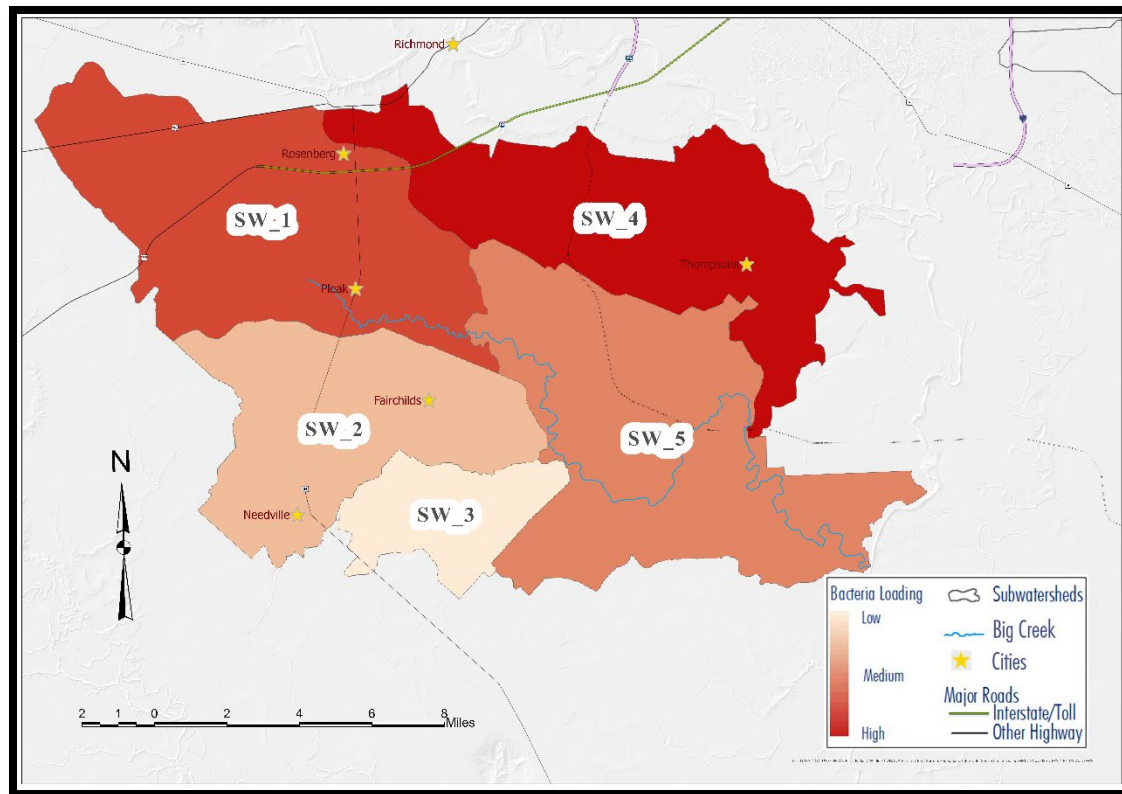 Richmond
Rosenberg
SW_1
SW_4
Thompsons
Pleak
Fairchilds
SW_2
SW_5
N
Needville
SW_3
Bacteria Loading
Low
Medium
High
Subwatersheds
Big Creek
Cities
Major Roads
Interstate/Toll
Other Highway
2 1 0 2 4 6 8 Miles